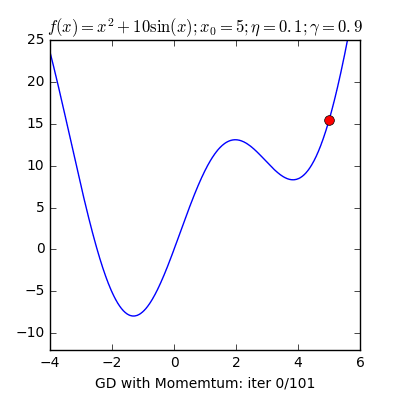 f(x) = x² + 10sin(x); x₀ = 5; η = 0.1; γ = 0.9
25
20
15
10
5
0
−5
−10
−4 −2 0 2 4 6
GD with Momemtum: iter 0/101